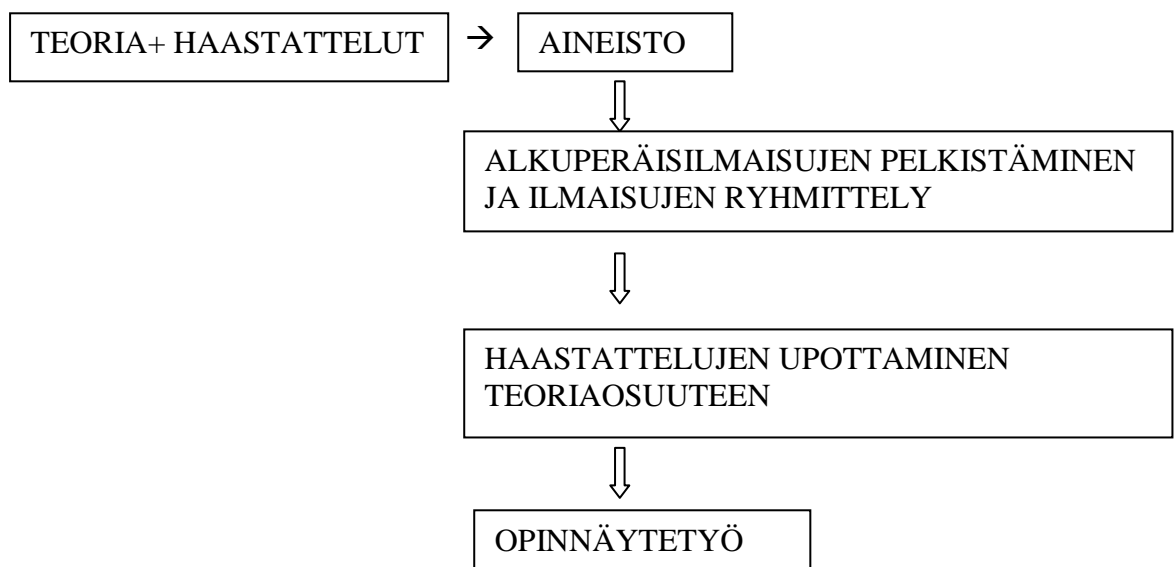 TEORIA+ HAASTATTELUT → AINEISTO
ALKUPERÄISILMAISUJEN PELKISTÄMINEN
JA ILMAISUJEN RYHMITTELY
HAASTATTELUJEN UPOTTAMINEN
TEORIAOSUUTEEN
OPINNÄYTETYÖ